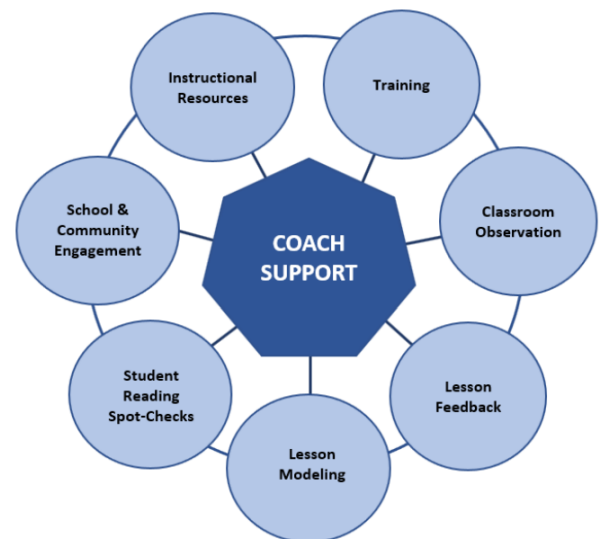 Instructional
Resources
Training
Classroom
Observation
Lesson
Feedback
Lesson
Modeling
Student
Reading
Spot-Checks
School &
Community
Engagement
COACH
SUPPORT